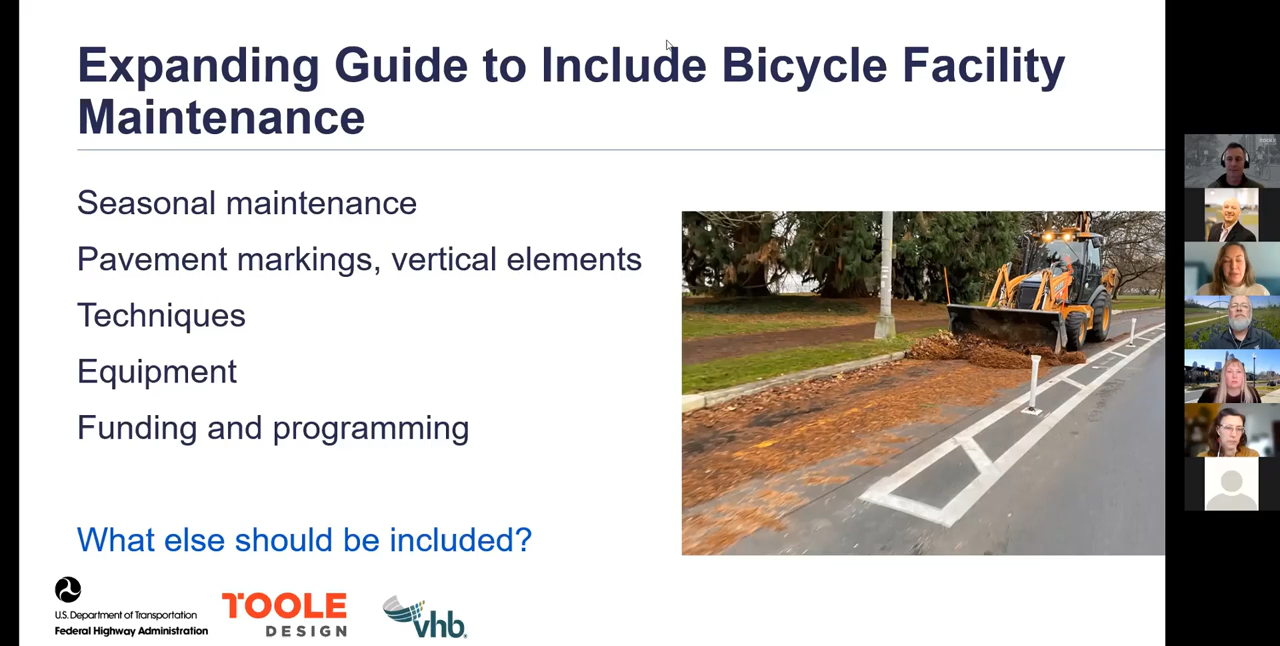 Expanding Guide to Include Bicycle Facility
Maintenance
Seasonal maintenance
Pavement markings, vertical elements
Techniques
Equipment
Funding and programming
What else should be included?
U.S. Department of Transportation
Federal Highway Administration
TOOLE
DESIGN
vhb
TOOLE